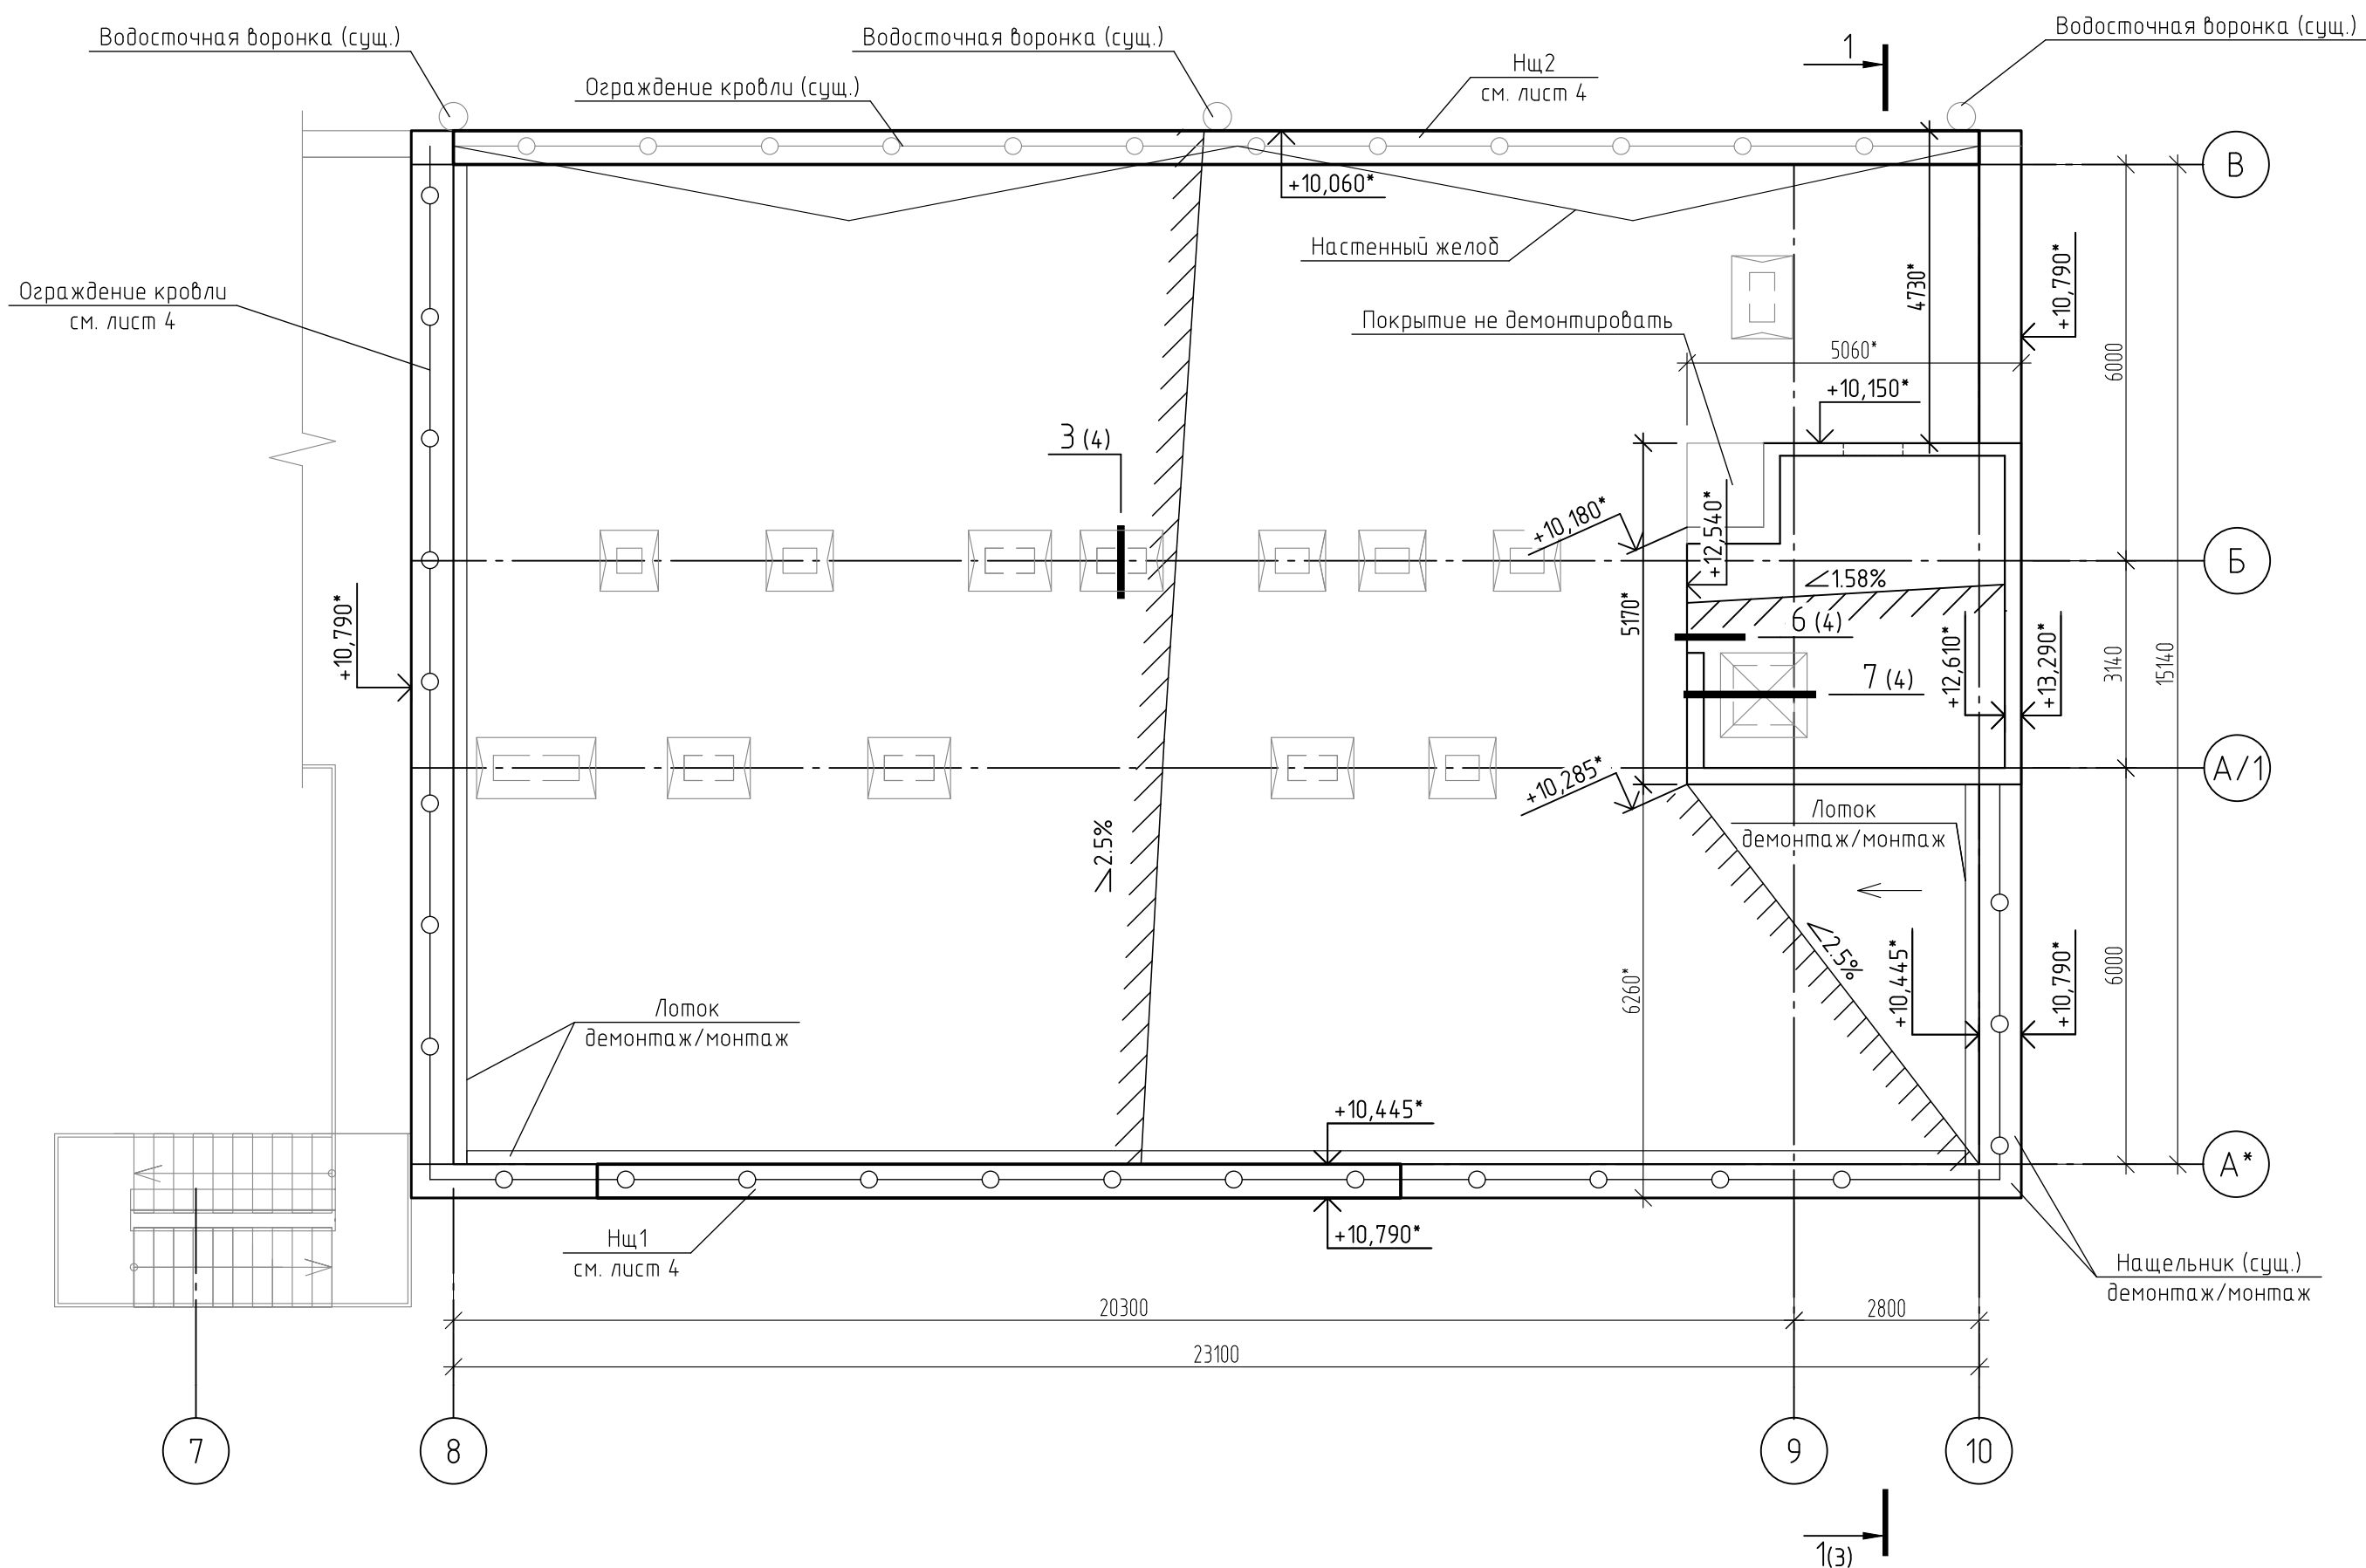 Водосточная воронка (сущ.)
Водосточная воронка (сущ.)
Водосточная воронка (сущ.)
1
Ограждение кровли (сущ.)
Нщ2
см. лист 4
+10,060*
В
Настенный желоб
4730*
+10,790*
Ограждение кровли
см. лист 4
Покрытие не демонтировать
5060*
6000
+10,150*
3 (4)
+10,180*
+12,540*
Б
∠1.58%
+10,790*
5170*
6 (4)
7 (4)
+12,610*
+13,290*
3140
15140
А/1
+10,285*
∠2.5%
Лоток
демонтаж/монтаж
∠2.5%
+10,445*
+10,790*
6000
6260*
Лоток
демонтаж/монтаж
+10,445*
А*
+10,790*
Нщ1
см. лист 4
Нащельник (сущ.)
демонтаж/монтаж
20300
2800
23100
7
8
9
10
1(3)